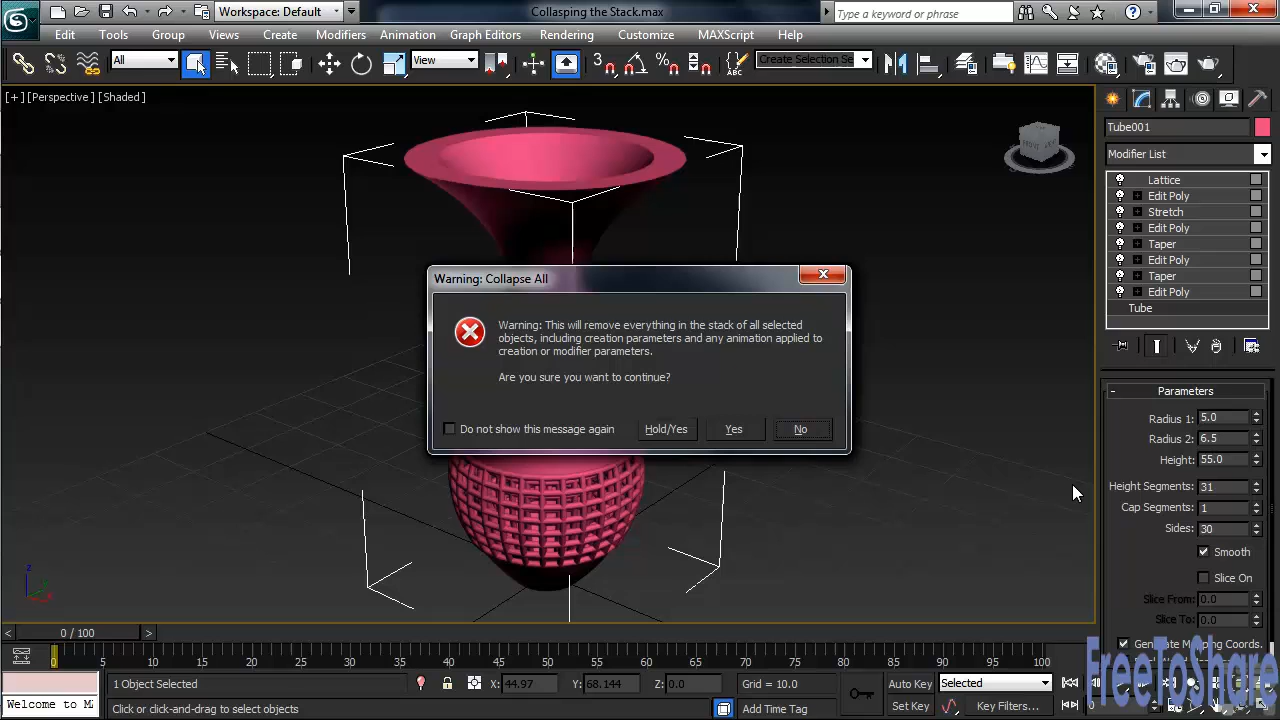 Workspace: Default
Collasping the Stack.max
Type a keyword or phrase
Edit Tools Group Views Create Modifiers Animation Graph Editors Rendering Customize MAXScript Help
All
View
3
Create Selection Se
[+] [Perspective] [Shaded]
Tube001
Modifier List
Lattice
Edit Poly
Stretch
Edit Poly
Taper
Edit Poly
Taper
Edit Poly
Tube
Warning: Collapse All
Warning: This will remove everything in the stack of all selected
objects, including creation parameters and any animation applied to
creation or modifier parameters.
Are you sure you want to continue?
Do not show this message again
Hold/Yes
Yes
No
Parameters
Radius 1: 5.0
Radius 2: 6.5
Height: 55.0
Height Segments: 31
Cap Segments: 1
Sides: 30
Smooth
Slice On
Slice From: 0.0
Slice To: 0.0
Generate Mapping Coords.
FreeToShare
z
x
< 0 / 100 >
0 5 10 15 20 25 30 35 40 45 50 55 60 65 70 75 80 85 90 95 100
1 Object Selected
X: 44.97
Y: 68.144
Z: 0.0
Grid = 10.0
Auto Key
Selected
Welcome to M
Click or click-and-drag to select objects
Add Time Tag
Set Key
Key Filters...
0